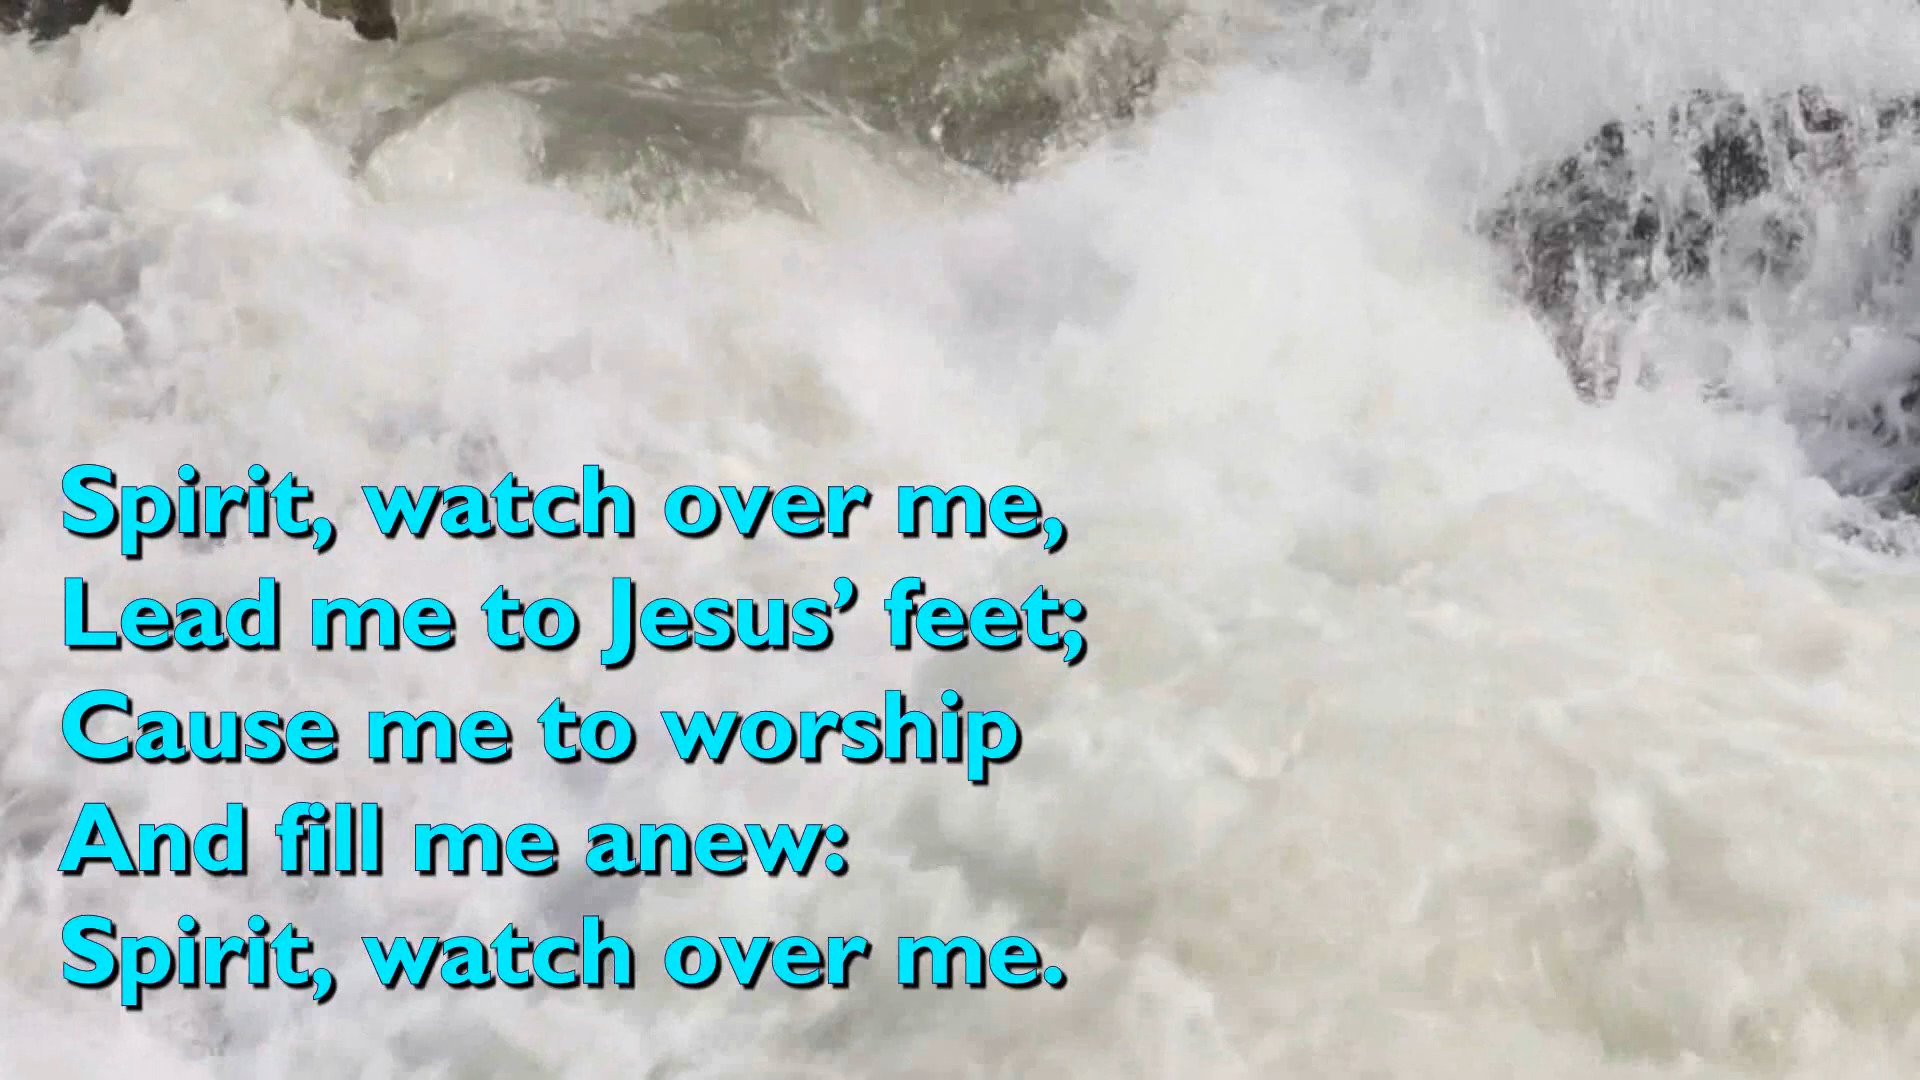 Spirit, watch over me,
Lead me to Jesus’ feet;
Cause me to worship
And fill me anew:
Spirit, watch over me.